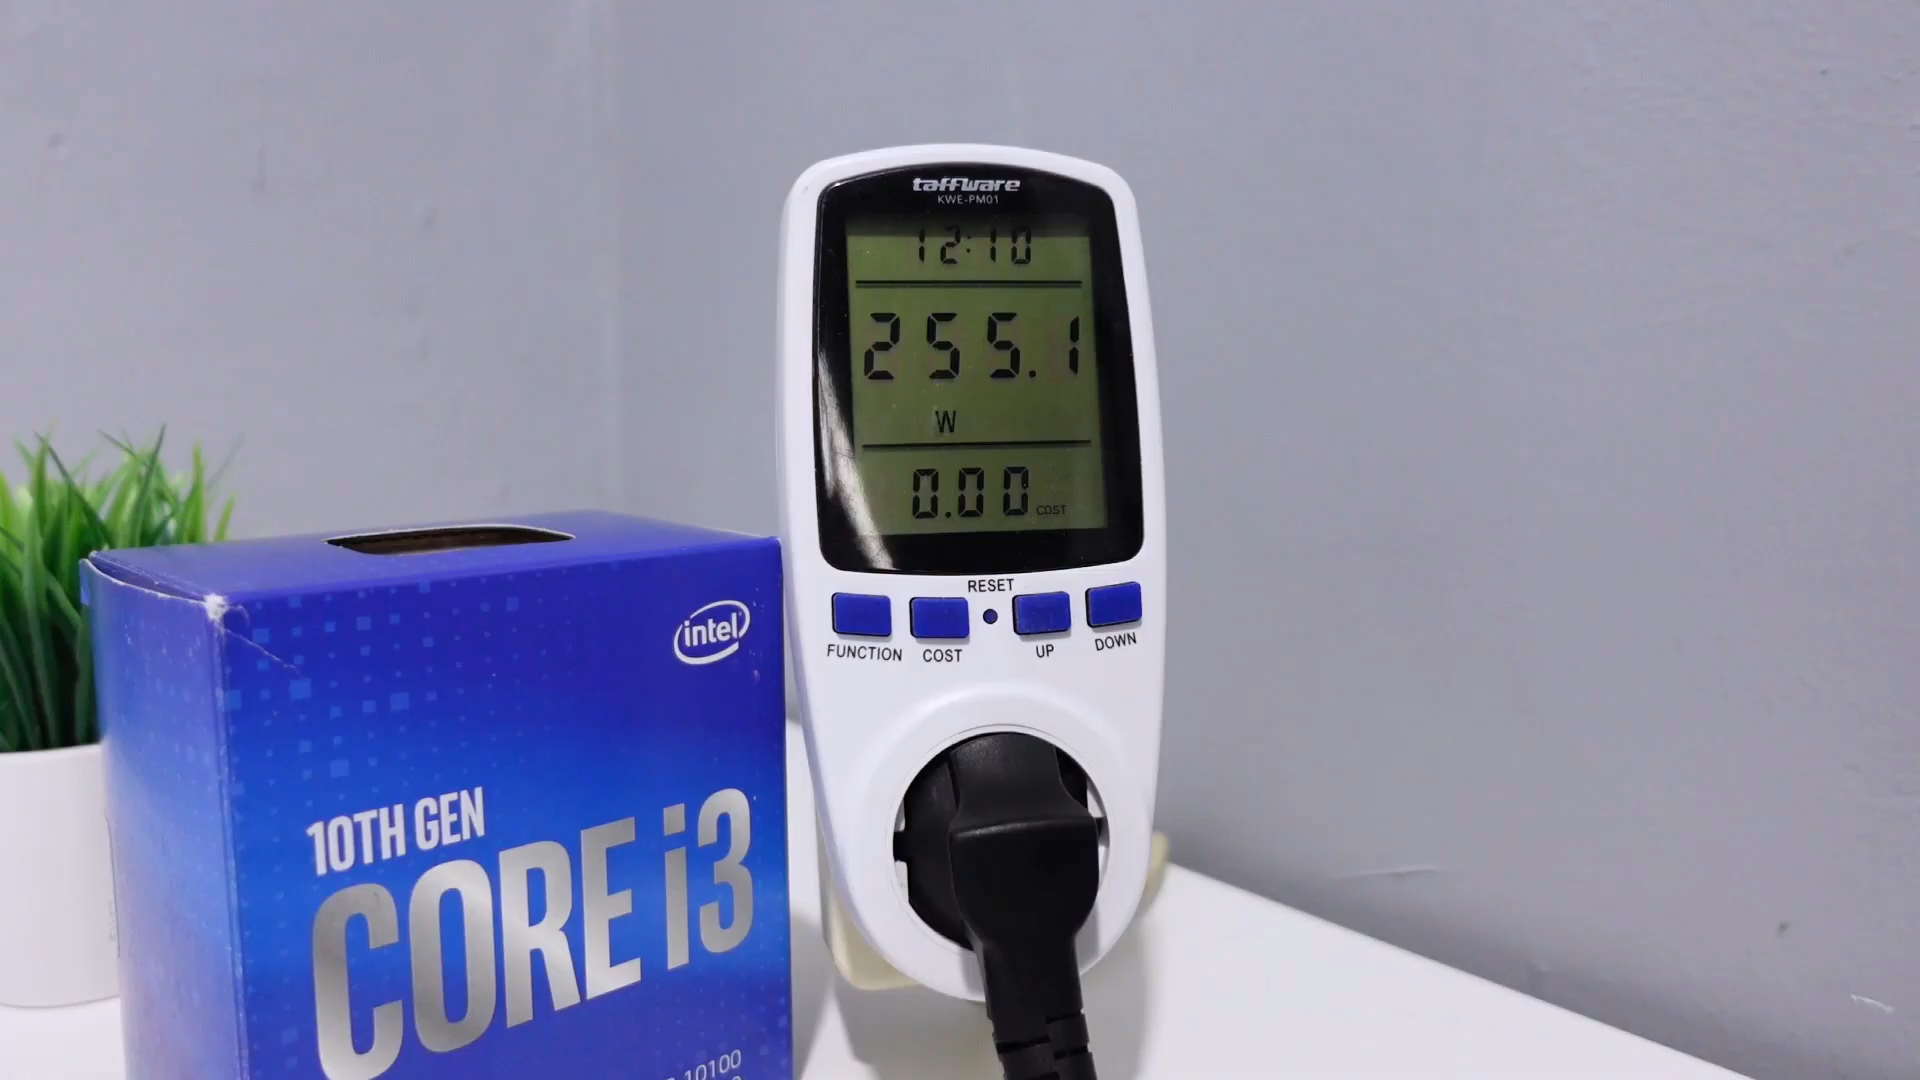 taffware
KWE-PM01
12:10
255.1
W
0.00 COST
RESET
FUNCTION COST UP DOWN
intel
10TH GEN
CORE i3
10100